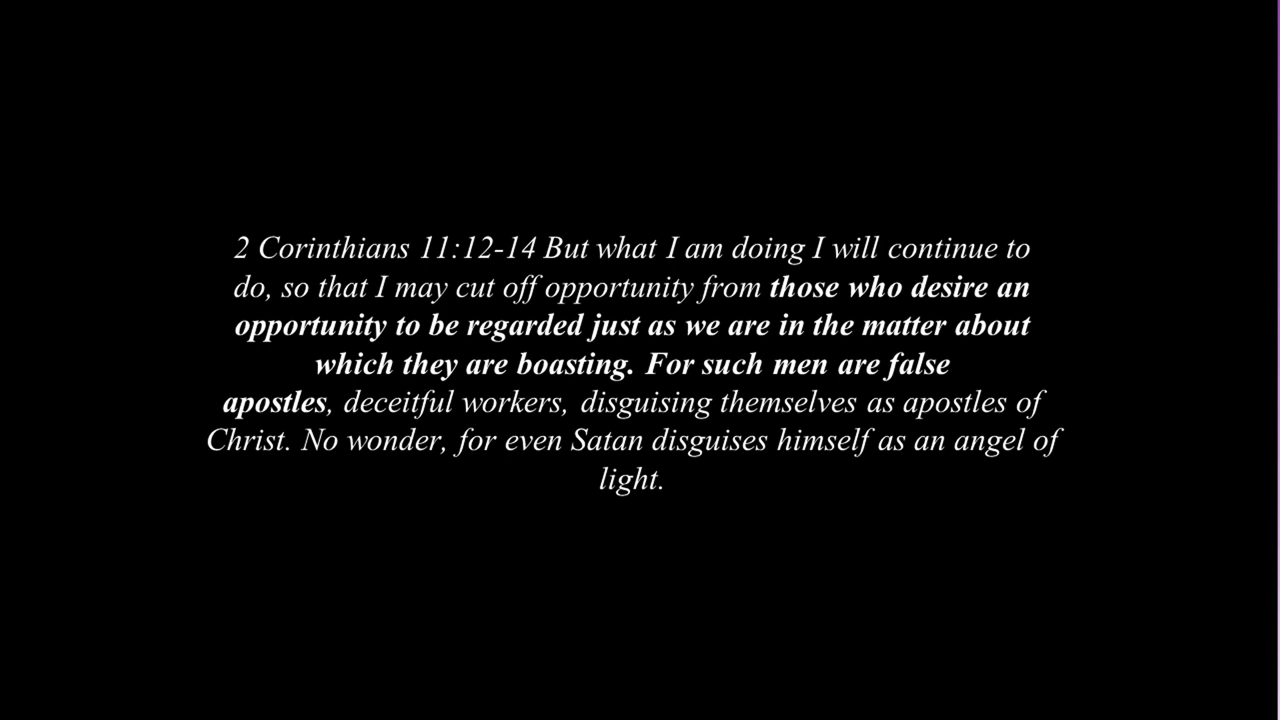 2 Corinthians 11:12-14 But what I am doing I will continue to
do, so that I may cut off opportunity from those who desire an
opportunity to be regarded just as we are in the matter about
which they are boasting. For such men are false
apostles, deceitful workers, disguising themselves as apostles of
Christ. No wonder, for even Satan disguises himself as an angel of
light.